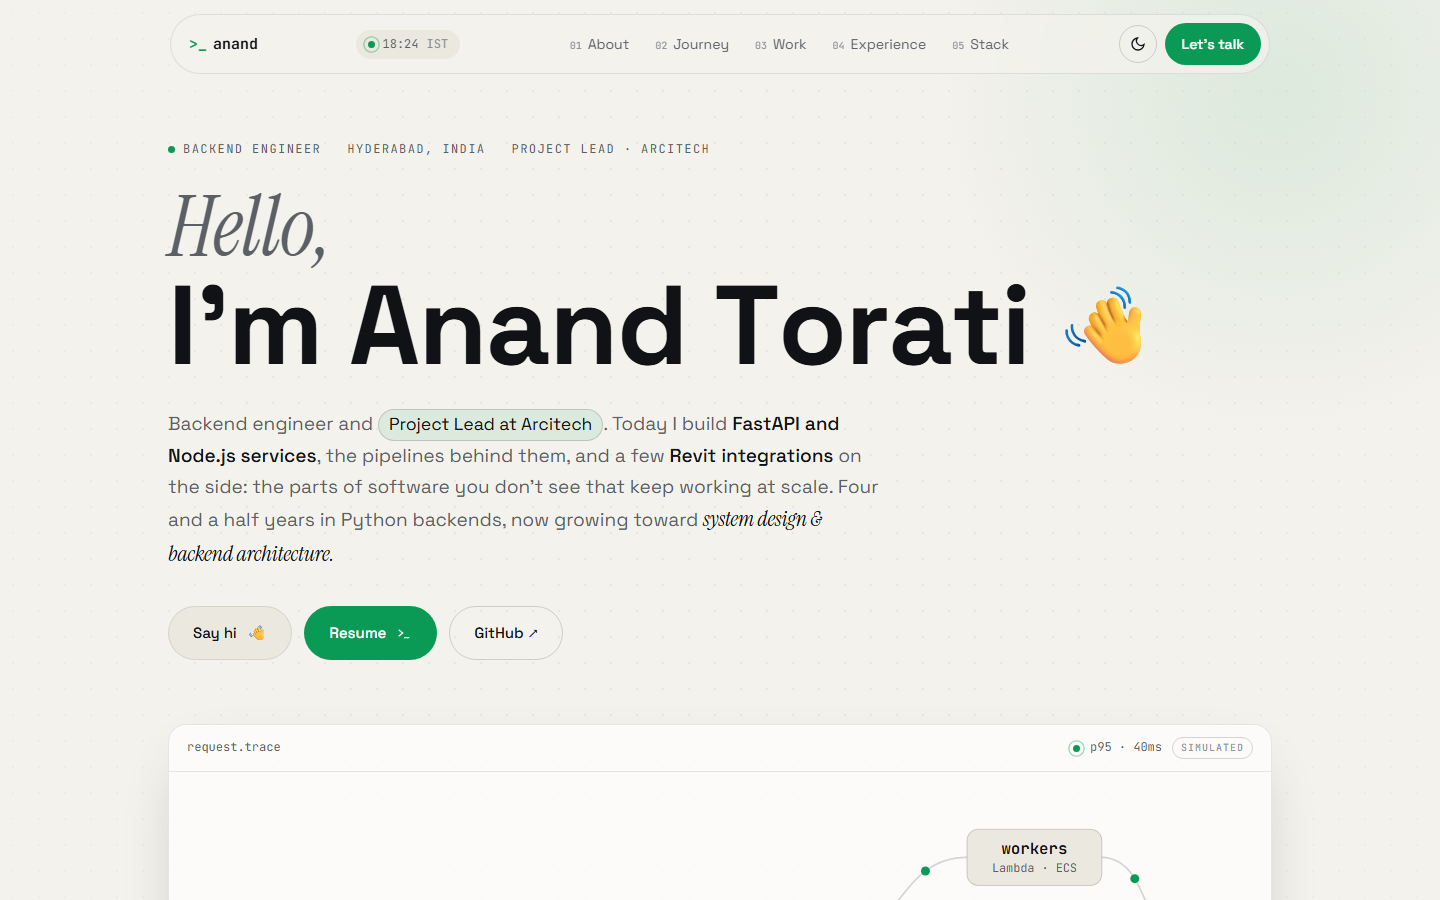 >_ anand
18:24 IST
01 About
02 Journey
03 Work
04 Experience
05 Stack
Let's talk
BACKEND ENGINEER HYDERABAD, INDIA PROJECT LEAD · ARCITECH
Hello,
I'm Anand Torati
Backend engineer and Project Lead at Arcitech. Today I build FastAPI and
Node.js services, the pipelines behind them, and a few Revit integrations on
the side: the parts of software you don't see that keep working at scale. Four
and a half years in Python backends, now growing toward system design &
backend architecture.
Say hi
Resume >_
GitHub ↗
request.trace
p95 · 40ms
SIMULATED
workers
Lambda · ECS